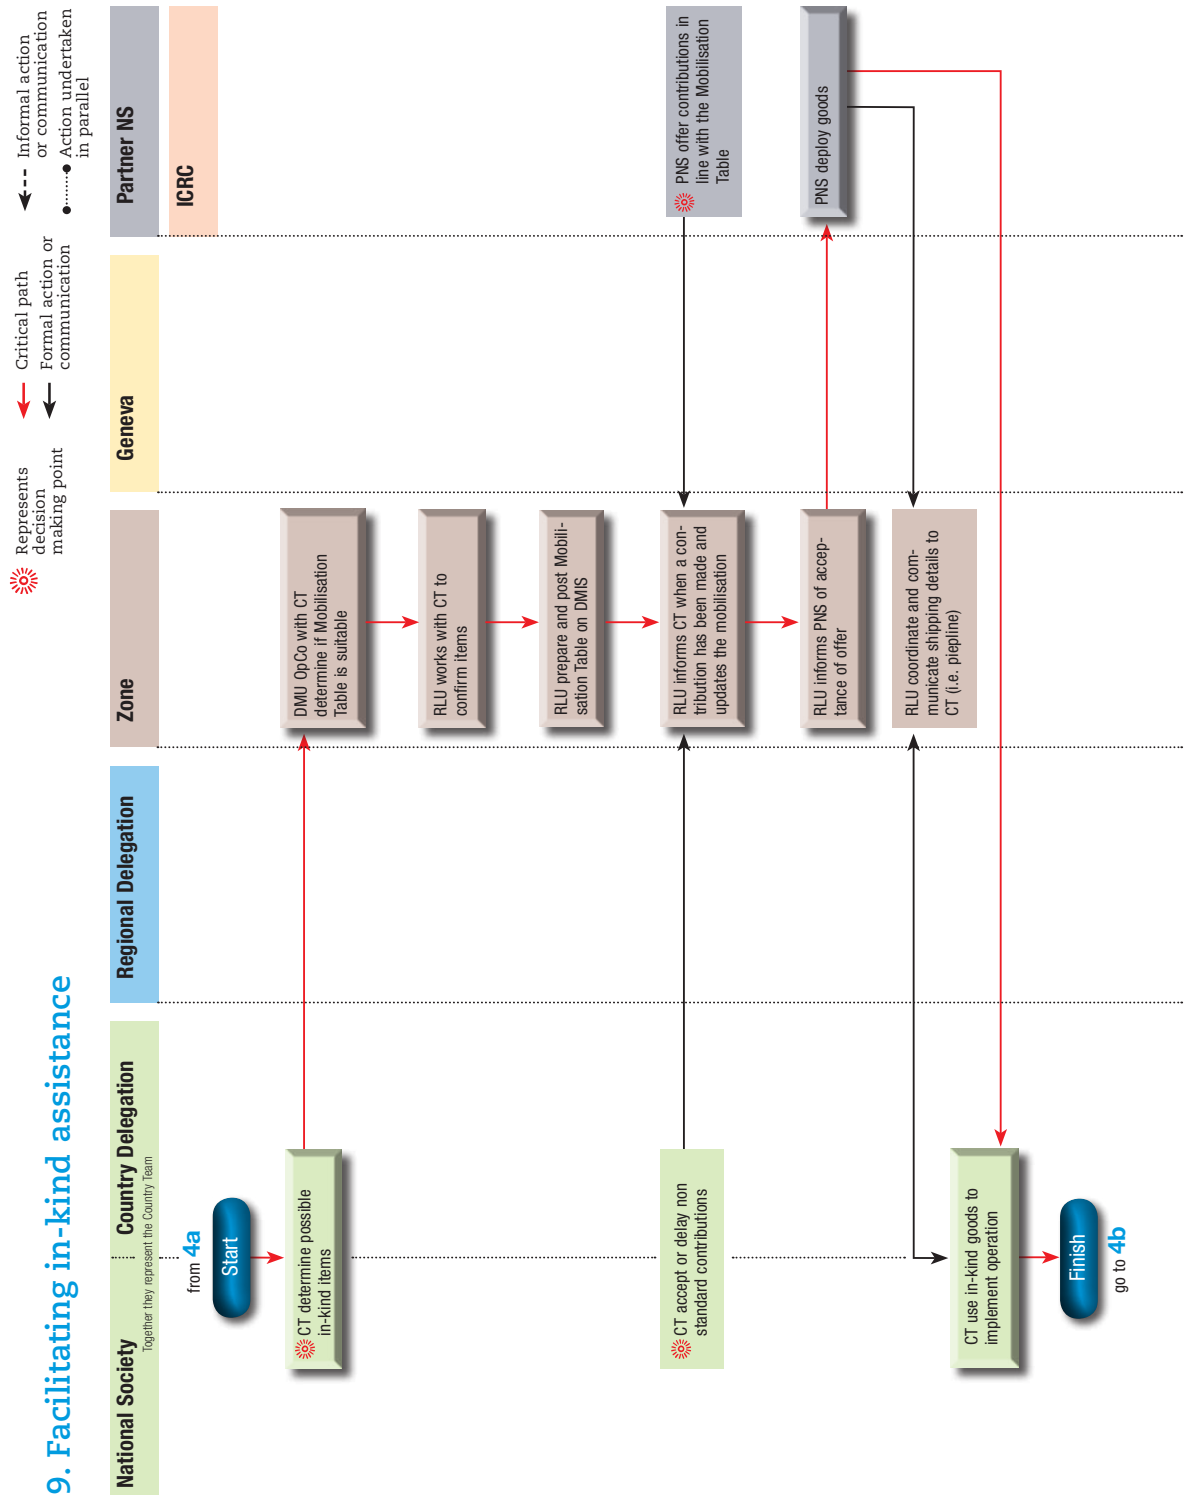 9. Facilitating in-kind assistance
Represents
decision
making point
Critical path
Formal action or
communication
Informal action
or communication
Action undertaken
in parallel
National Society
Country Delegation
Together they represent the Country Team
Regional Delegation
Zone
Geneva
Partner NS
ICRC
from 4a
Start
CT determine possible
in-kind items
DMU OpCo with CT
determine if Mobilisation
Table is suitable
RLU works with CT to
confirm items
RLU prepare and post Mobili-
sation Table on DMIS
CT accept or delay non
standard contributions
RLU informs CT when a con-
tribution has been made and
updates the mobilisation
PNS offer contributions in
line with the Mobilisation
Table
RLU informs PNS of accep-
tance of offer
PNS deploy goods
RLU coordinate and com-
municate shipping details to
CT (i.e. piepline)
CT use in-kind goods to
implement operation
Finish
go to 4b